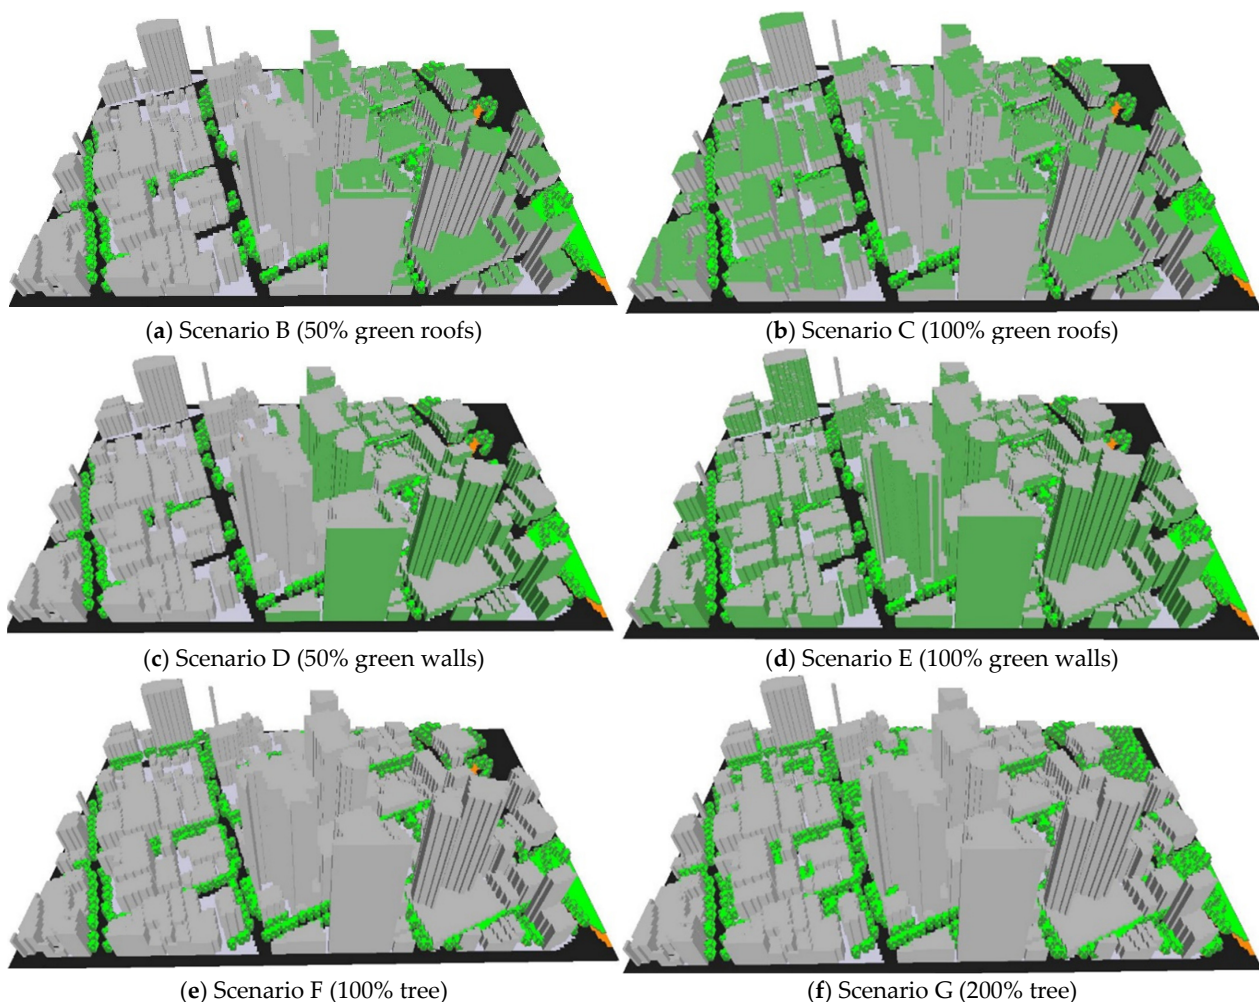 (a) Scenario B (50% green roofs)
(b) Scenario C (100% green roofs)
(c) Scenario D (50% green walls)
(d) Scenario E (100% green walls)
(e) Scenario F (100% tree)
(f) Scenario G (200% tree)